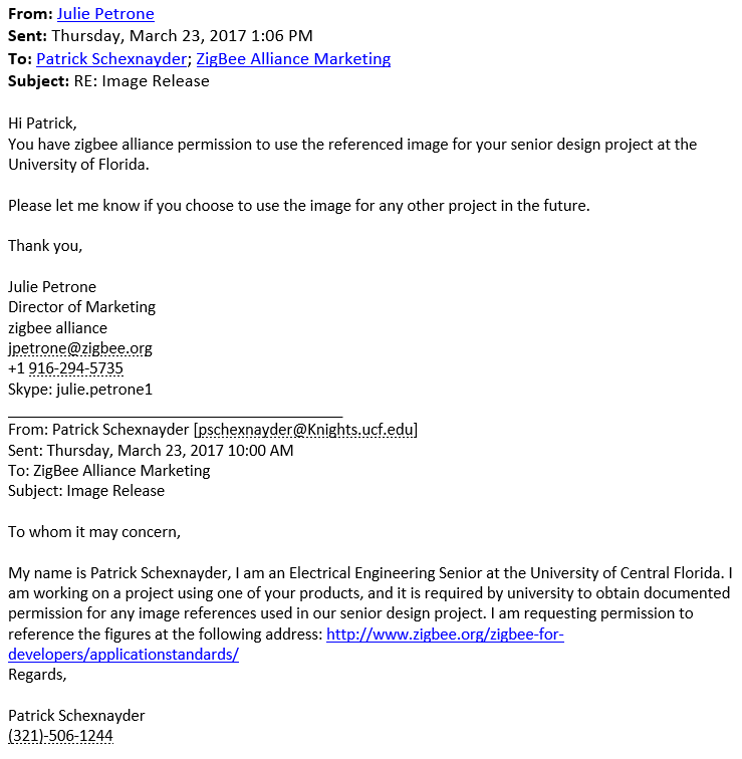 From: Julie Petrone
Sent: Thursday, March 23, 2017 1:06 PM
To: Patrick Schexnayder; ZigBee Alliance Marketing
Subject: RE: Image Release
Hi Patrick,
You have zigbee alliance permission to use the referenced image for your senior design project at the
University of Florida.
Please let me know if you choose to use the image for any other project in the future.
Thank you,
Julie Petrone
Director of Marketing
zigbee alliance
jpetrone@zigbee.org
+1 916-294-5735
Skype: julie.petrone1
From: Patrick Schexnayder [pschexnayder@Knights.ucf.edu]
Sent: Thursday, March 23, 2017 10:00 AM
To: ZigBee Alliance Marketing
Subject: Image Release
To whom it may concern,
My name is Patrick Schexnayder, I am an Electrical Engineering Senior at the University of Central Florida. I
am working on a project using one of your products, and it is required by university to obtain documented
permission for any image references used in our senior design project. I am requesting permission to
reference the figures at the following address: http://www.zigbee.org/zigbee-for-
developers/applicationstandards/
Regards,
Patrick Schexnayder
(321)-506-1244